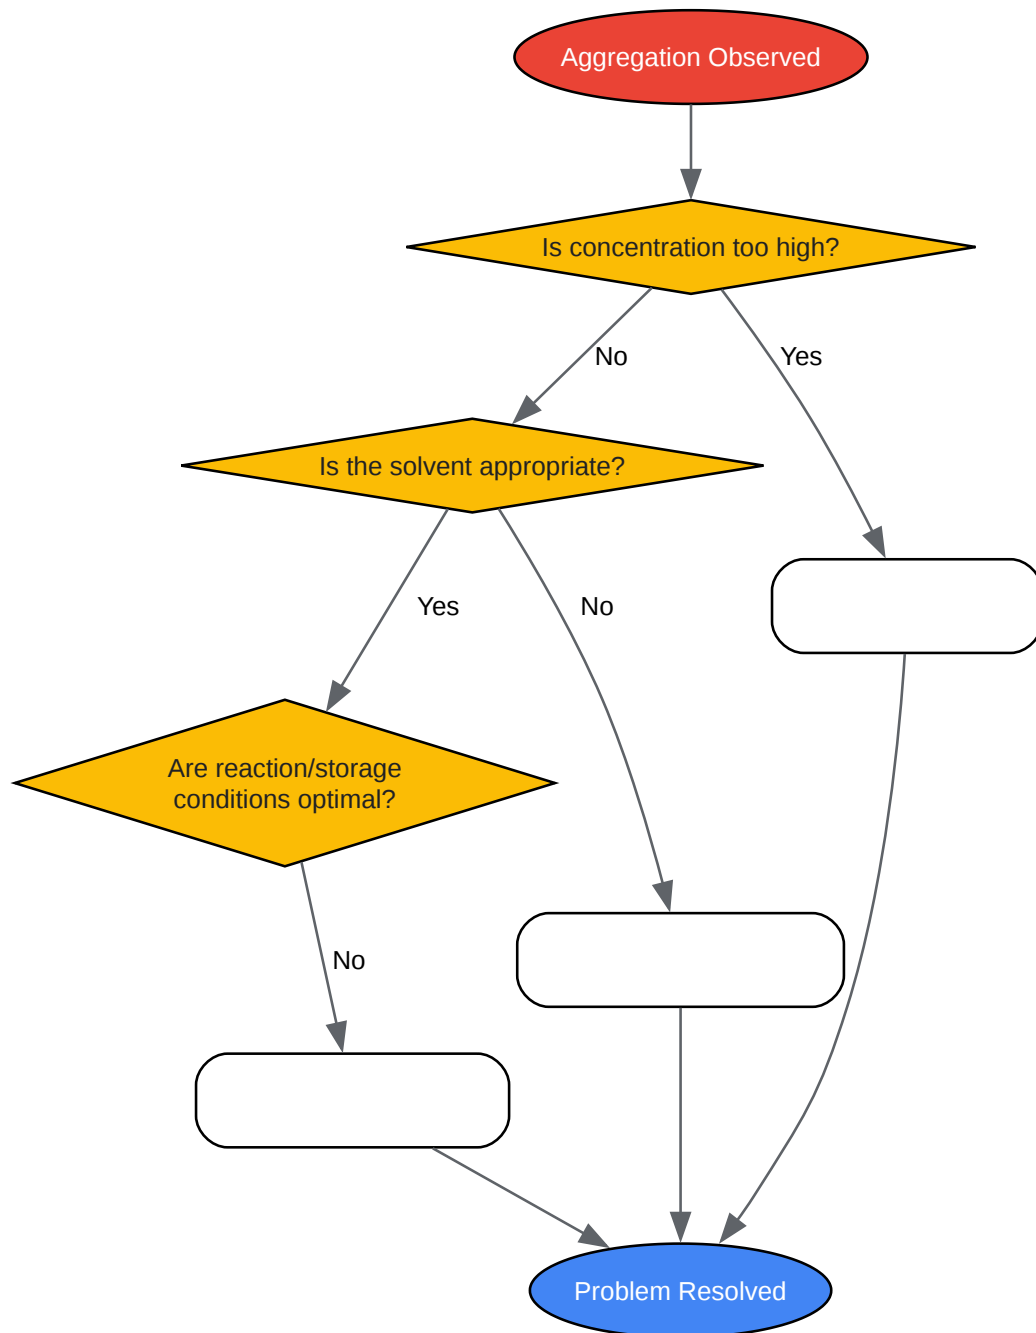 Aggregation Observed
Is concentration too high?
No
Yes
Is the solvent appropriate?
Yes
No
Are reaction/storage
conditions optimal?
No
Problem Resolved